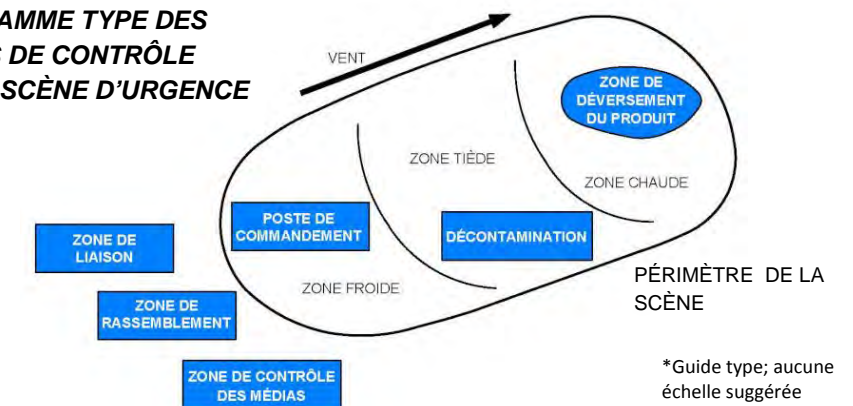 AMME TYPE DES
DE CONTRÔLE
SCÈNE D’URGENCE
VENT
ZONE DE
DÉVERSEMENT
DU PRODUIT
ZONE TIÈDE
ZONE CHAUDE
POSTE DE
COMMANDEMENT
DÉCONTAMINATION
ZONE DE
LIAISON
ZONE FROIDE
PÉRIMÈTRE DE LA
SCÈNE
ZONE DE
RASSEMBLEMENT
ZONE DE CONTRÔLE
DES MÉDIAS
*Guide type; aucune
échelle suggérée